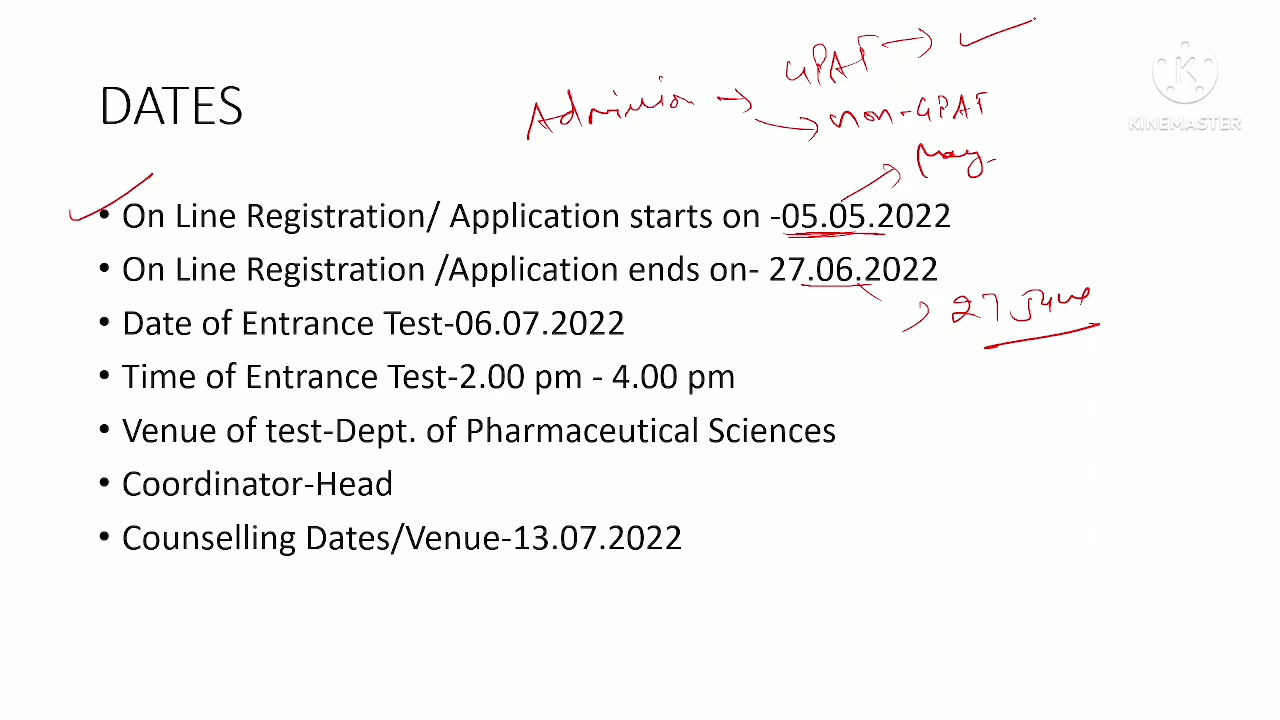 GPAT
DATES
Admission
non-GPAT
KINEMASTER
May
• On Line Registration/ Application starts on -05.05.2022
• On Line Registration /Application ends on- 27.06.2022
27 June
• Date of Entrance Test-06.07.2022
• Time of Entrance Test-2.00 pm - 4.00 pm
• Venue of test-Dept. of Pharmaceutical Sciences
• Coordinator-Head
• Counselling Dates/Venue-13.07.2022